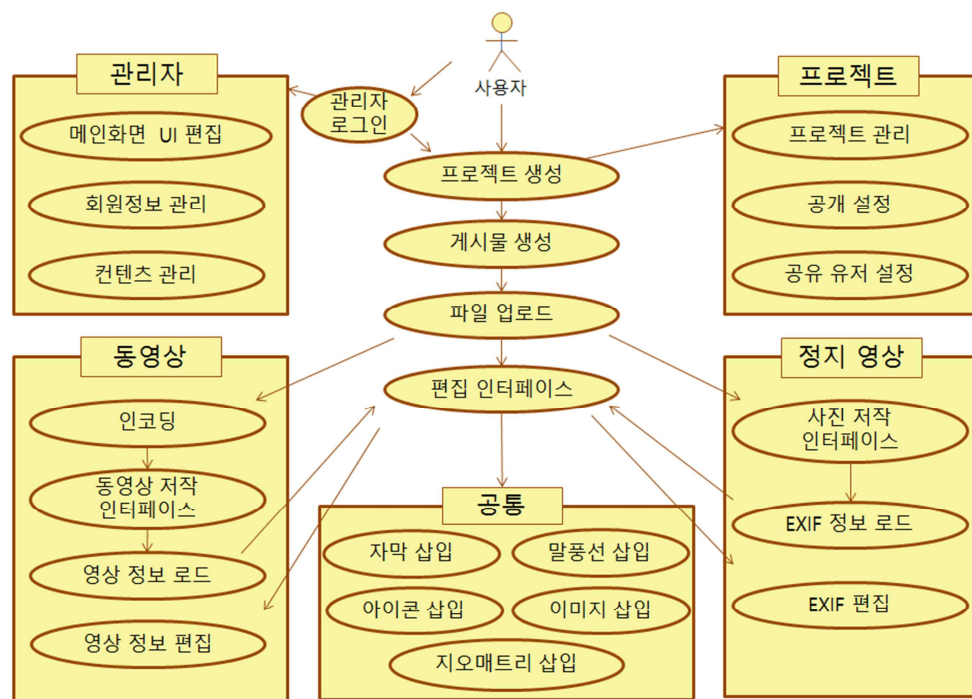 사용자
관리자
관리자
로그인
메인화면 UI 편집
회원정보 관리
컨텐츠 관리
프로젝트 생성
게시물 생성
파일 업로드
편집 인터페이스
프로젝트
프로젝트 관리
공개 설정
공유 유저 설정
동영상
인코딩
동영상 저작
인터페이스
영상 정보 로드
영상 정보 편집
공통
자막 삽입
말풍선 삽입
아이콘 삽입
이미지 삽입
지오매트리 삽입
정지 영상
사진 저작
인터페이스
EXIF 정보 로드
EXIF 편집